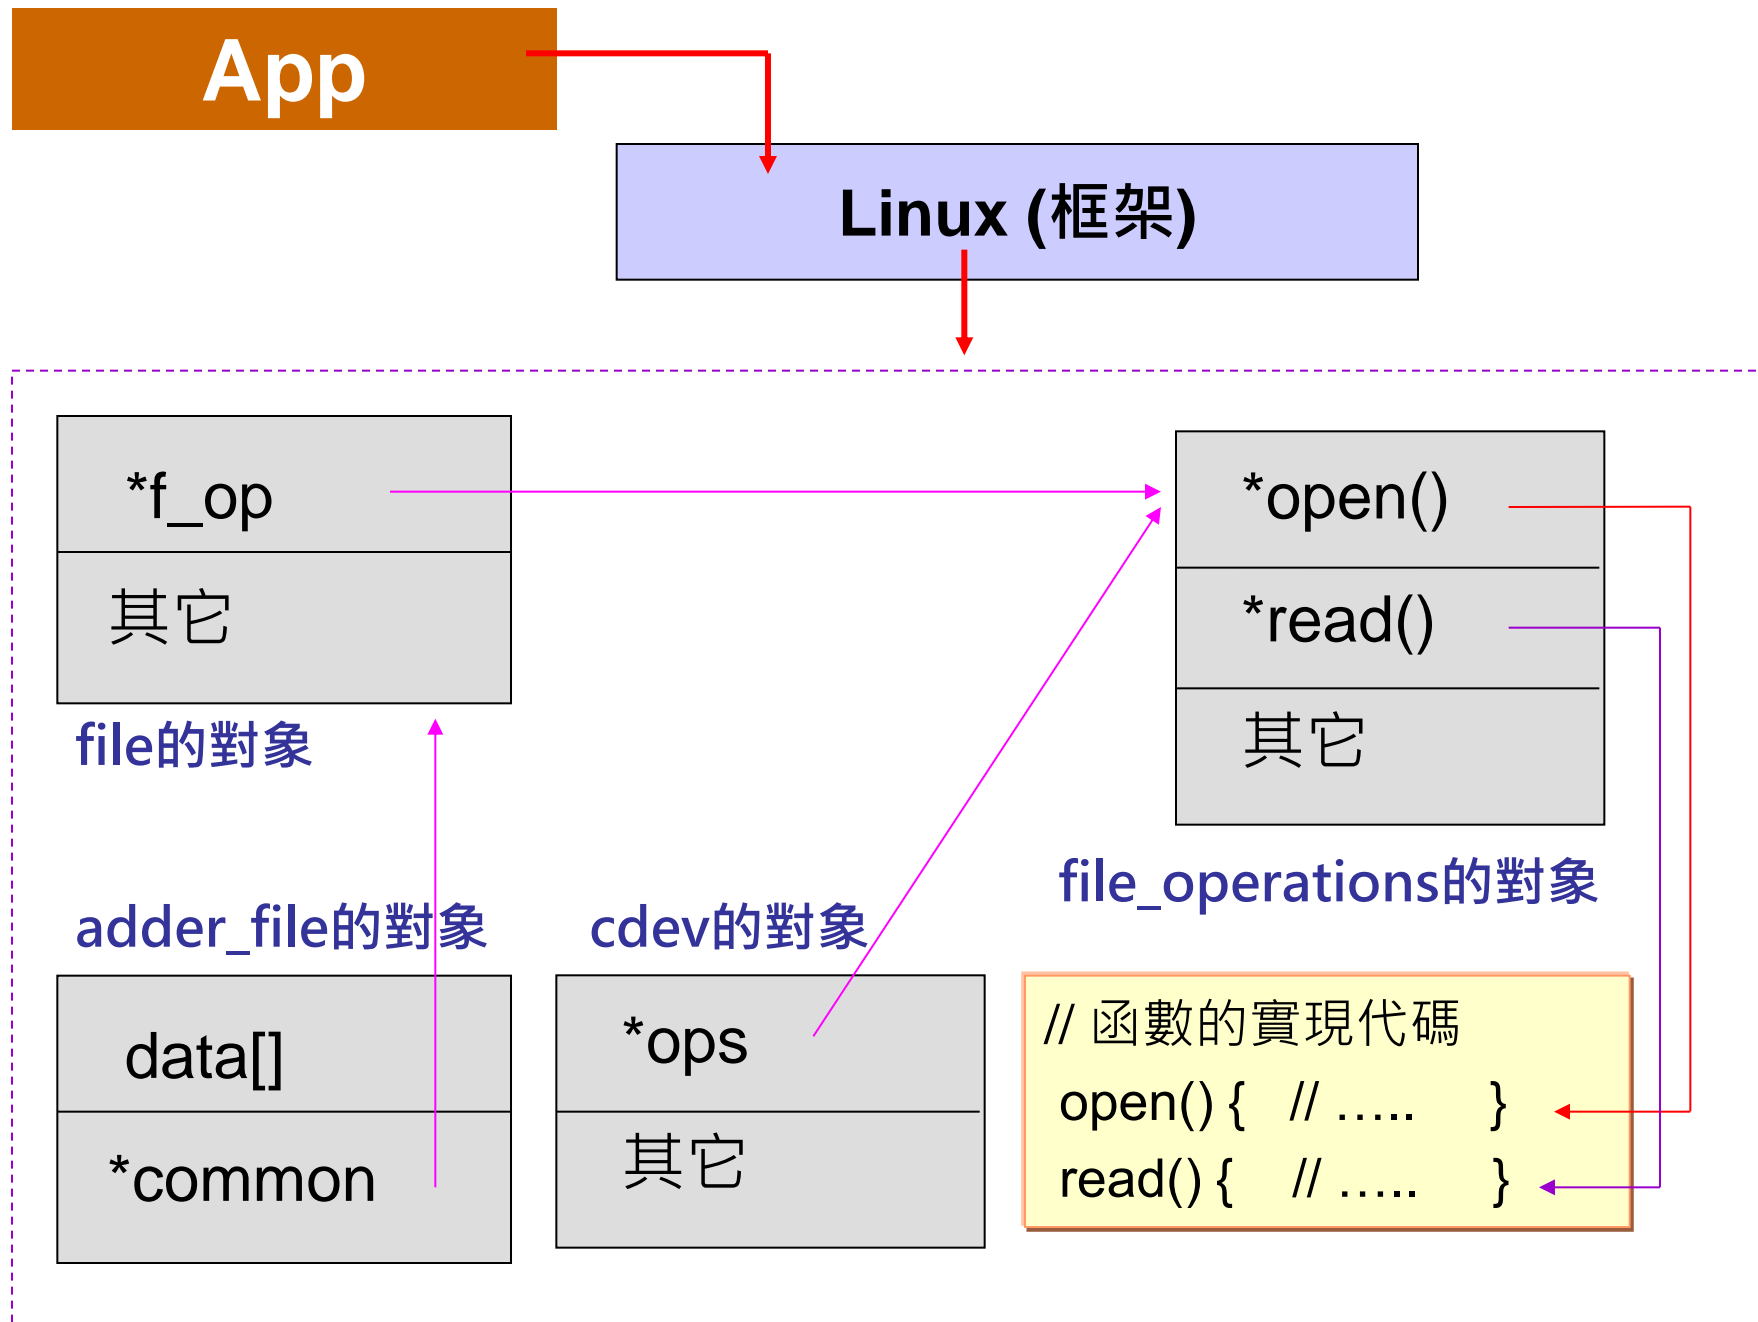 App
Linux (框架)
*f_op
其它
file的對象
*open()
*read()
其它
file_operations的對象
adder_file的對象
data[]
*common
cdev的對象
*ops
其它
// 函數的實現代碼
open() { // ….. }
read() { // ….. }